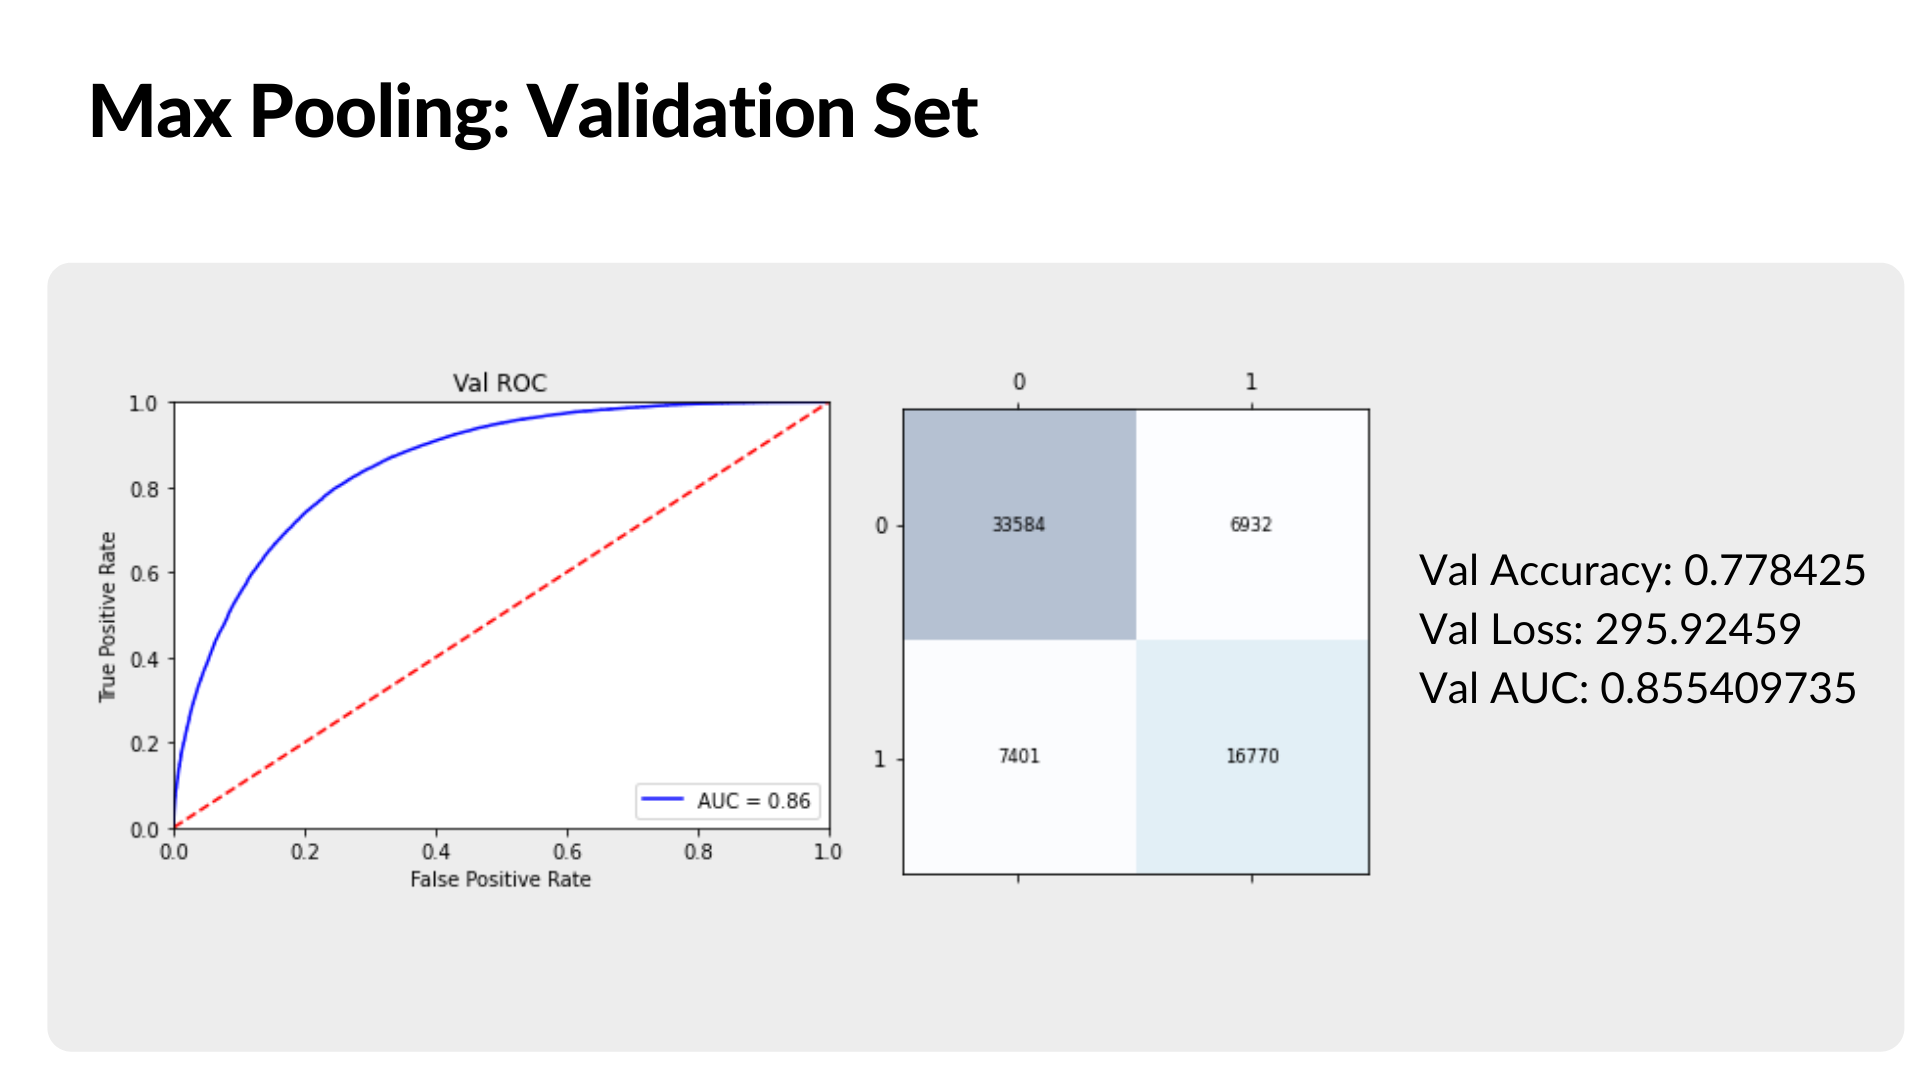 Max Pooling: Validation Set
Val ROC
1.0
0.8
0.6
0.4
0.2
0.0
True Positive Rate
0.0 0.2 0.4 0.6 0.8 1.0
False Positive Rate
AUC = 0.86
0 1
0 33584 6932
1 7401 16770
Val Accuracy: 0.778425
Val Loss: 295.92459
Val AUC: 0.855409735